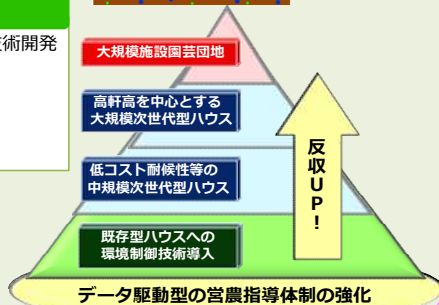 術開発
大規模施設園芸団地
高軒高を中心とする
大規模次世代型ハウス
低コスト耐候性等の
中規模次世代型ハウス
反収UP!
既存型ハウスへの
環境制御技術導入
データ駆動型の営農指導体制の強化